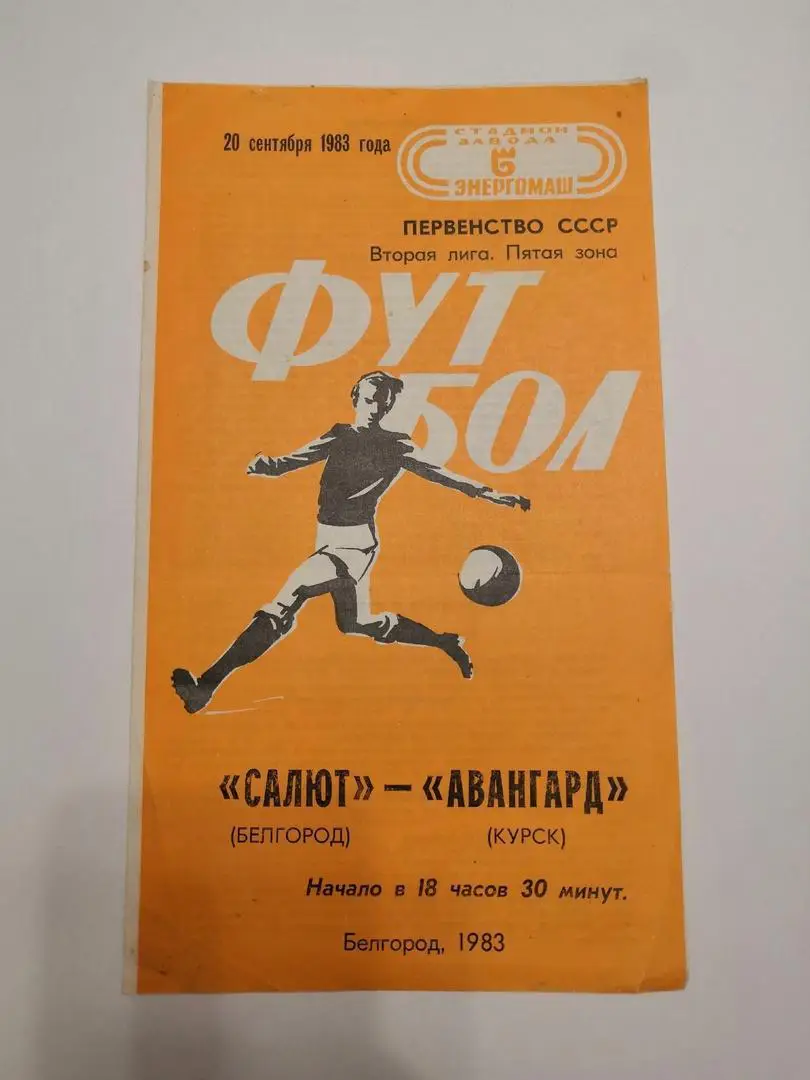 20 сентября 1983 года
СТАДИОН
ЗАВОДА
ЭНЕРГОМАШ
ПЕРВЕНСТВО СССР
Вторая лига. Пятая зона
ФУТ
БОЛ
«САЛЮТ» – «АВАНГАРД»
(БЕЛГОРОД) (КУРСК)
Начало в 18 часов 30 минут.
Белгород, 1983